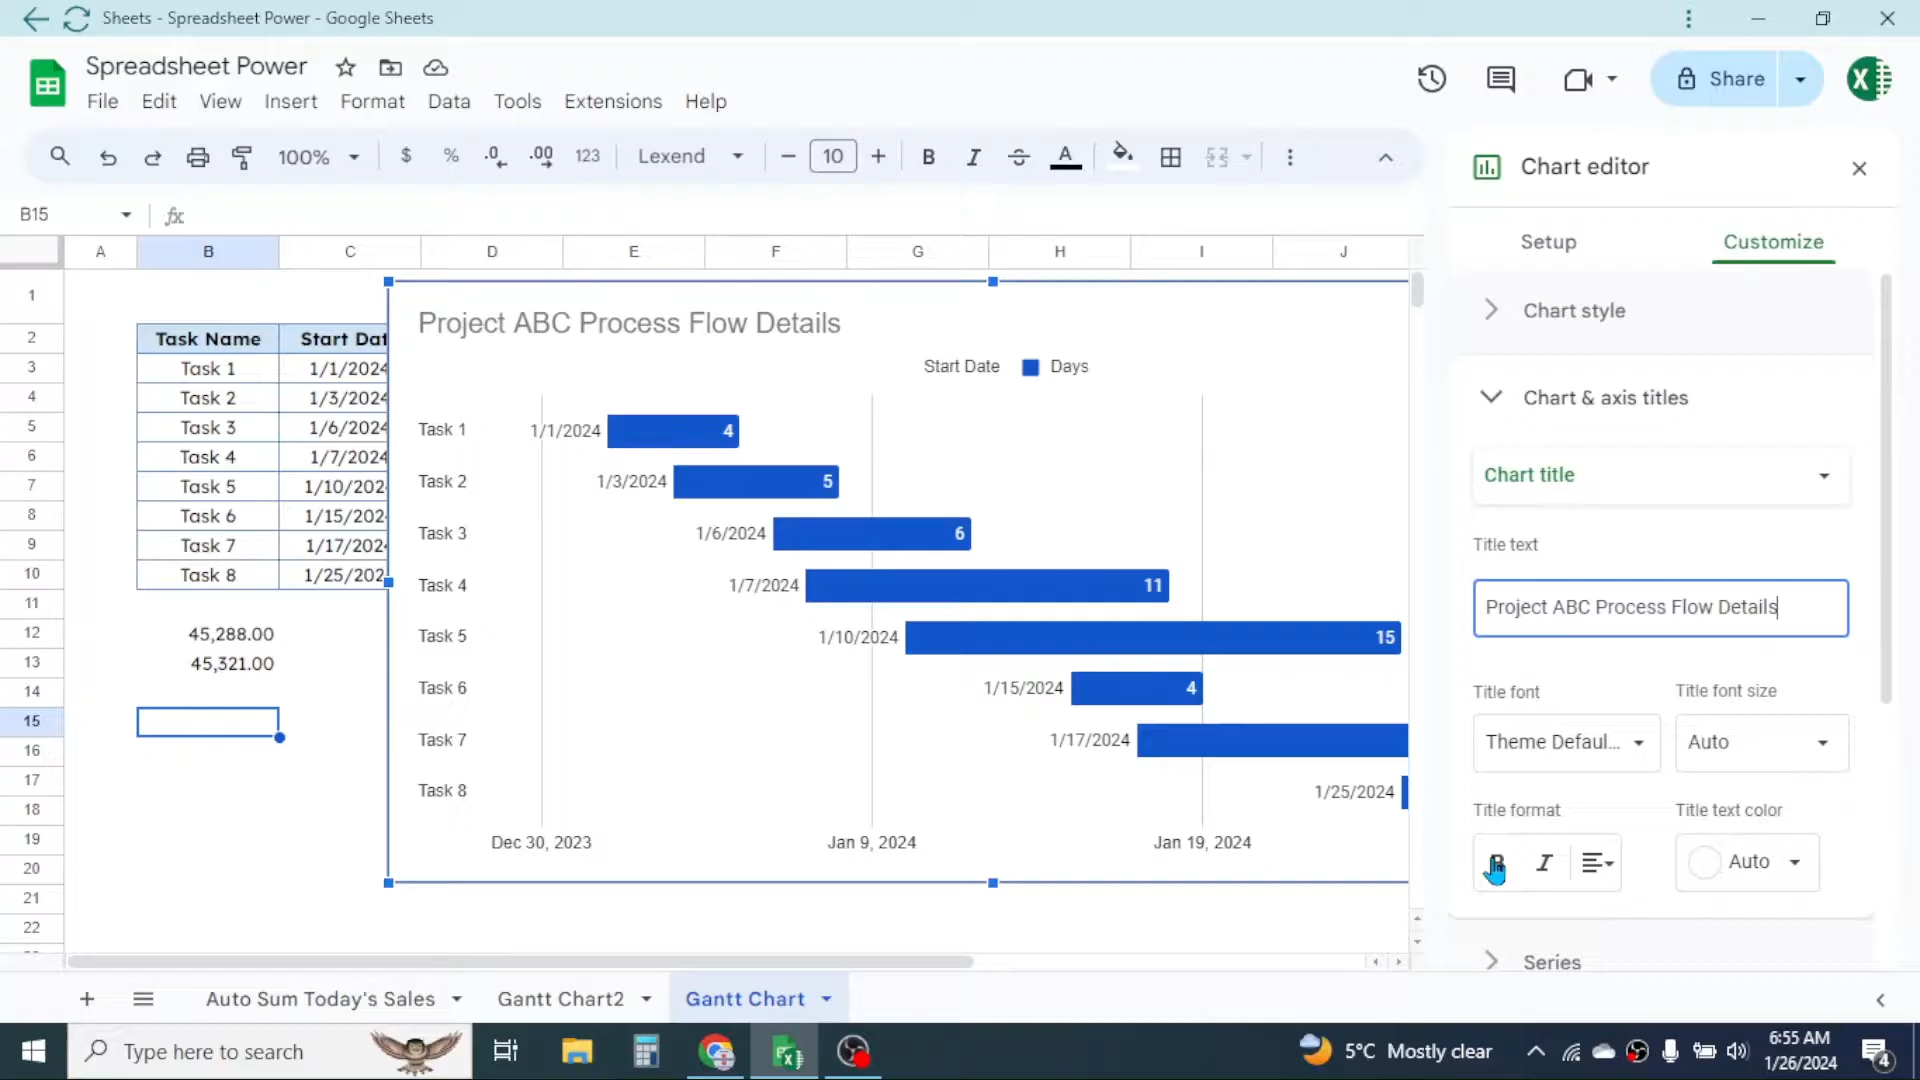 Sheets - Spreadsheet Power - Google Sheets
Spreadsheet Power
File Edit View Insert Format Data Tools Extensions Help
Share
100% $ % .0 .00 123 Lexend 10 B I A
B15 fx
A B C D E F G H I J
1
2 Task Name Start Dat
3 Task 1 1/1/2024
4 Task 2 1/3/2024
5 Task 3 1/6/2024
6 Task 4 1/7/2024
7 Task 5 1/10/202
8 Task 6 1/15/202
9 Task 7 1/17/202
10 Task 8 1/25/202
11
12 45,288.00
13 45,321.00
14
15
16
17
18
19
20
21
22
Project ABC Process Flow Details
Start Date Days
Task 1 1/1/2024 4
Task 2 1/3/2024 5
Task 3 1/6/2024 6
Task 4 1/7/2024 11
Task 5 1/10/2024 15
Task 6 1/15/2024 4
Task 7 1/17/2024
Task 8 1/25/2024
Dec 30, 2023 Jan 9, 2024 Jan 19, 2024
Chart editor
Setup Customize
Chart style
Chart & axis titles
Chart title
Title text
Project ABC Process Flow Details
Title font Title font size
Theme Defaul... Auto
Title format Title text color
B I Auto
Series
Auto Sum Today's Sales Gantt Chart2 Gantt Chart
Type here to search
5°C Mostly clear
6:55 AM
1/26/2024
4